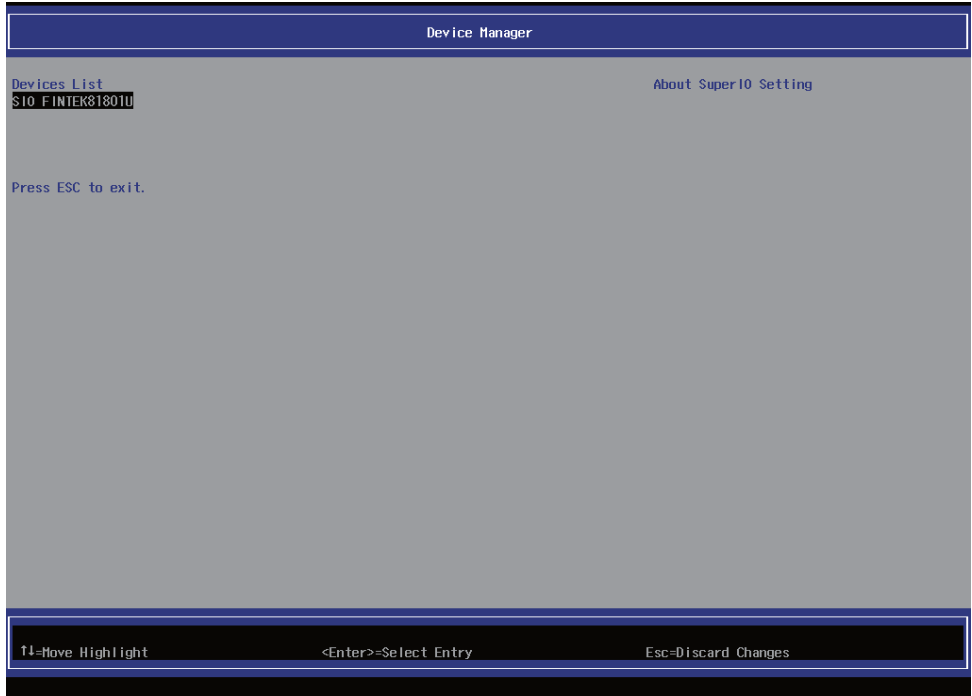 Device Manager
Devices List
About SuperIO Setting
SIO FINTEK81801U
Press ESC to exit.
↑↓=Move Highlight <Enter>=Select Entry Esc=Discard Changes